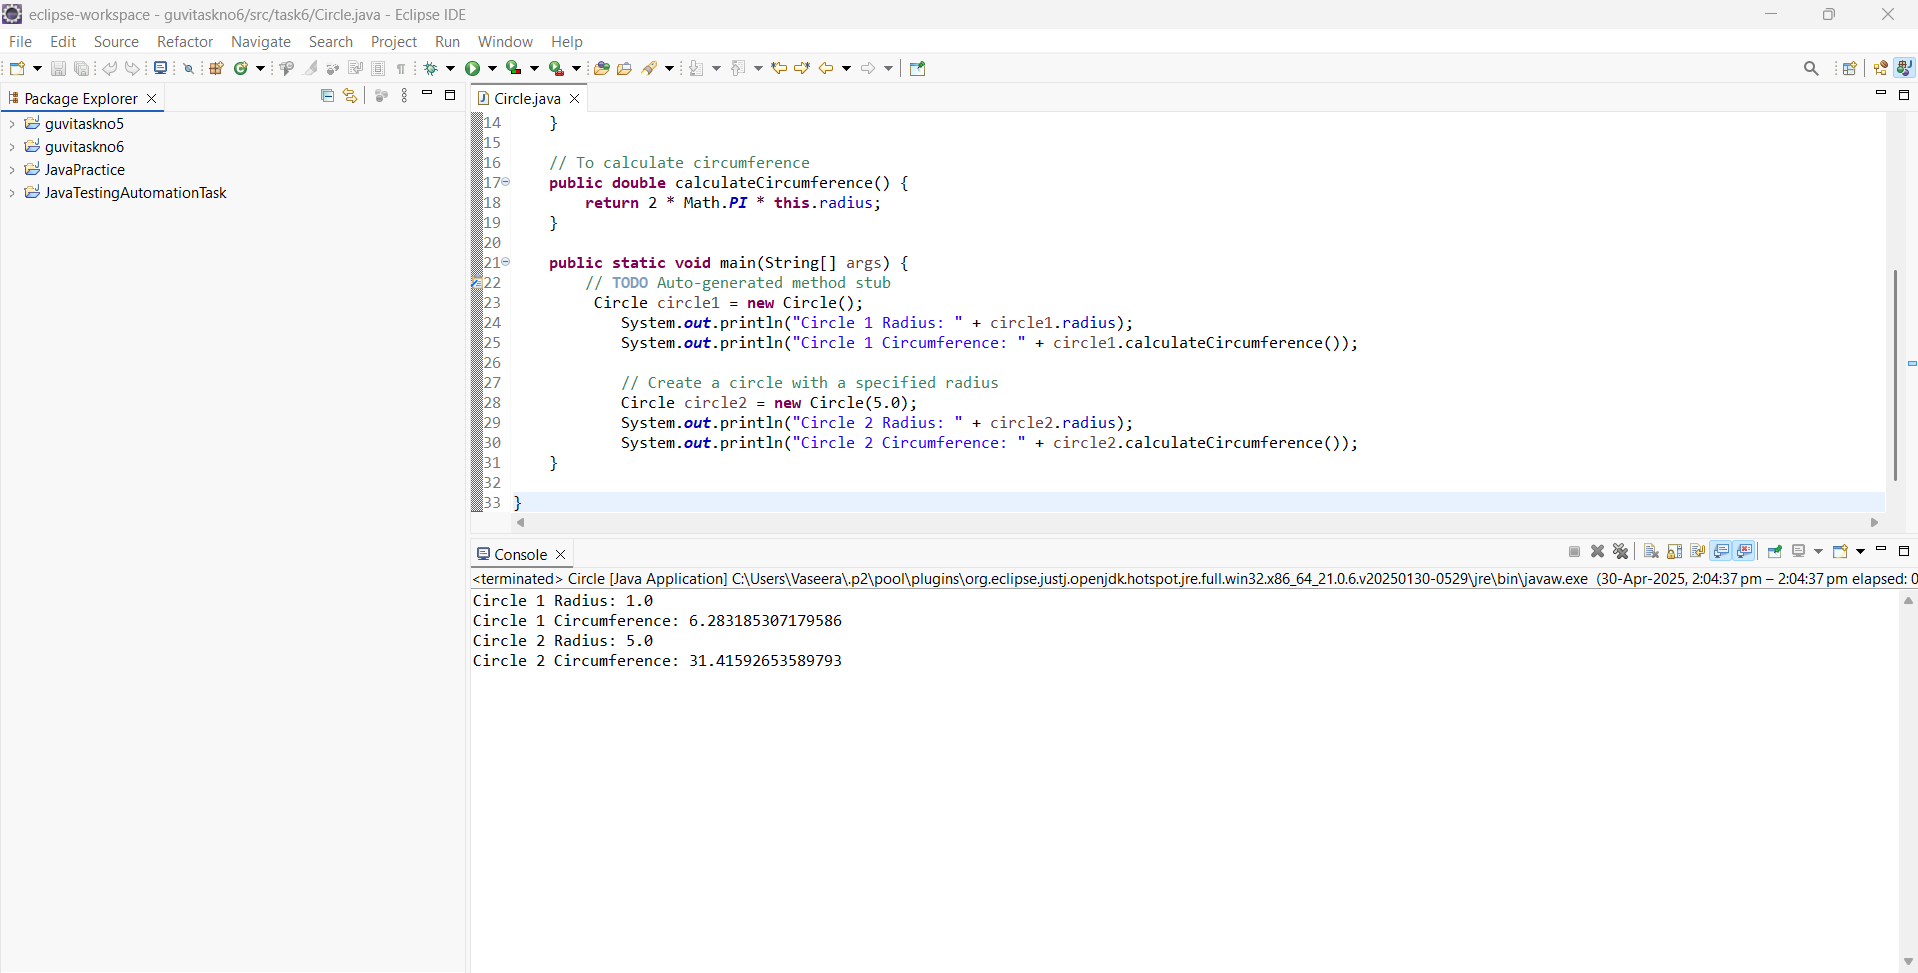 eclipse-workspace - guvitaskno6/src/task6/Circle.java - Eclipse IDE
File Edit Source Refactor Navigate Search Project Run Window Help
Package Explorer
guvitaskno5
guvitaskno6
JavaPractice
JavaTestingAutomationTask
Circle.java
14 }
15
16 // To calculate circumference
17 public double calculateCircumference() {
18 return 2 * Math.PI * this.radius;
19 }
20
21 public static void main(String[] args) {
22 // TODO Auto-generated method stub
23 Circle circle1 = new Circle();
24 System.out.println("Circle 1 Radius: " + circle1.radius);
25 System.out.println("Circle 1 Circumference: " + circle1.calculateCircumference());
26
27 // Create a circle with a specified radius
28 Circle circle2 = new Circle(5.0);
29 System.out.println("Circle 2 Radius: " + circle2.radius);
30 System.out.println("Circle 2 Circumference: " + circle2.calculateCircumference());
31 }
32
33 }
Console
<terminated> Circle [Java Application] C:\Users\Vaseera\.p2\pool\plugins\org.eclipse.justj.openjdk.hotspot.jre.full.win32.x86_64_21.0.6.v20250130-0529\jre\bin\javaw.exe (30-Apr-2025, 2:04:37 pm – 2:04:37 pm elapsed: 0
Circle 1 Radius: 1.0
Circle 1 Circumference: 6.283185307179586
Circle 2 Radius: 5.0
Circle 2 Circumference: 31.41592653589793